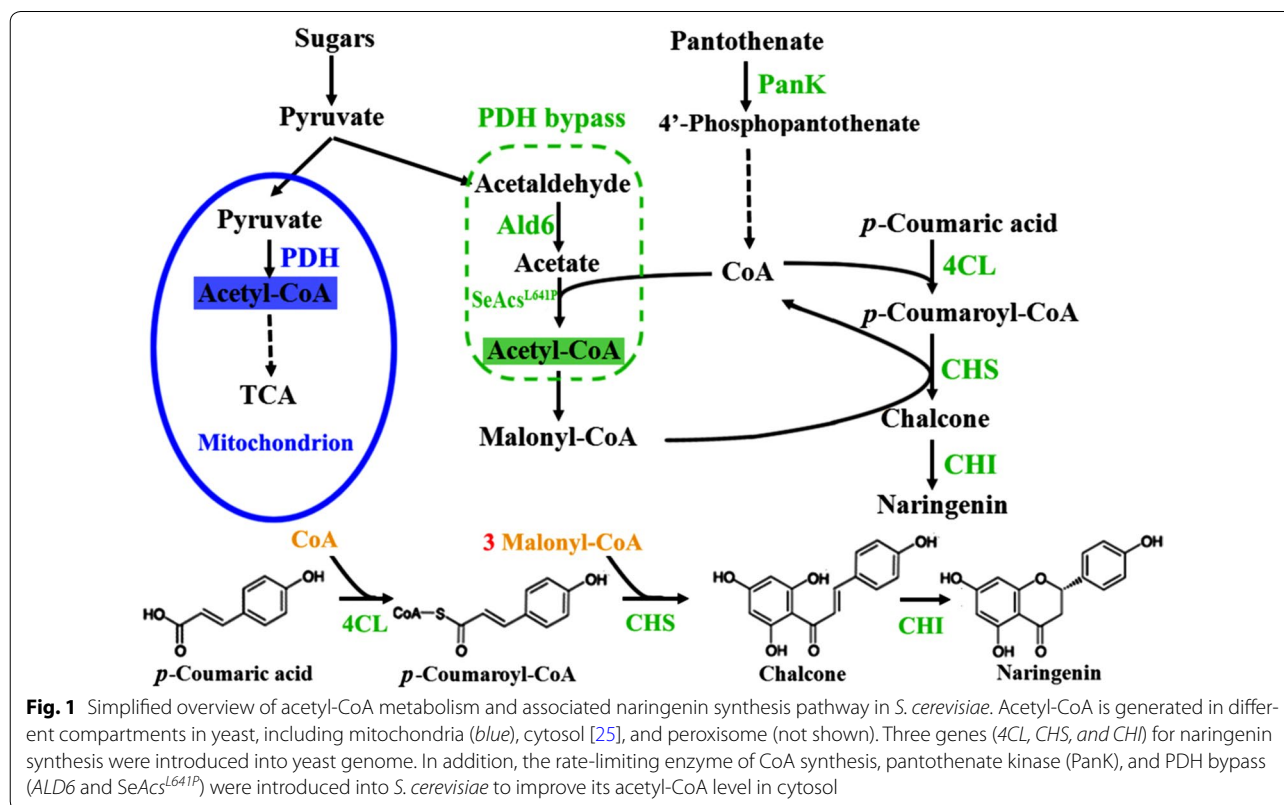 Sugars
Pantothenate
PanK
Pyruvate
PDH bypass
4'-Phosphopantothenate
Acetaldehyde
Pyruvate
Ald6
p-Coumaric acid
PDH
Acetate
CoA
4CL
Acetyl-CoA
SeAcs^L641P
p-Coumaroyl-CoA
Acetyl-CoA
CHS
TCA
Chalcone
Mitochondrion
Malonyl-CoA
CHI
Naringenin
CoA
3 Malonyl-CoA
HO
O
OH
4CL
CoA–S
O
OH
CHS
HO
OH
OH
O
OH
CHI
HO
O
OH
OH
O
p-Coumaric acid
p-Coumaroyl-CoA
Chalcone
Naringenin
Fig. 1 Simplified overview of acetyl-CoA metabolism and associated naringenin synthesis pathway in S. cerevisiae. Acetyl-CoA is generated in differ-
ent compartments in yeast, including mitochondria (blue), cytosol [25], and peroxisome (not shown). Three genes (4CL, CHS, and CHI) for naringenin
synthesis were introduced into yeast genome. In addition, the rate-limiting enzyme of CoA synthesis, pantothenate kinase (PanK), and PDH bypass
(ALD6 and SeAcs^L641P) were introduced into S. cerevisiae to improve its acetyl-CoA level in cytosol